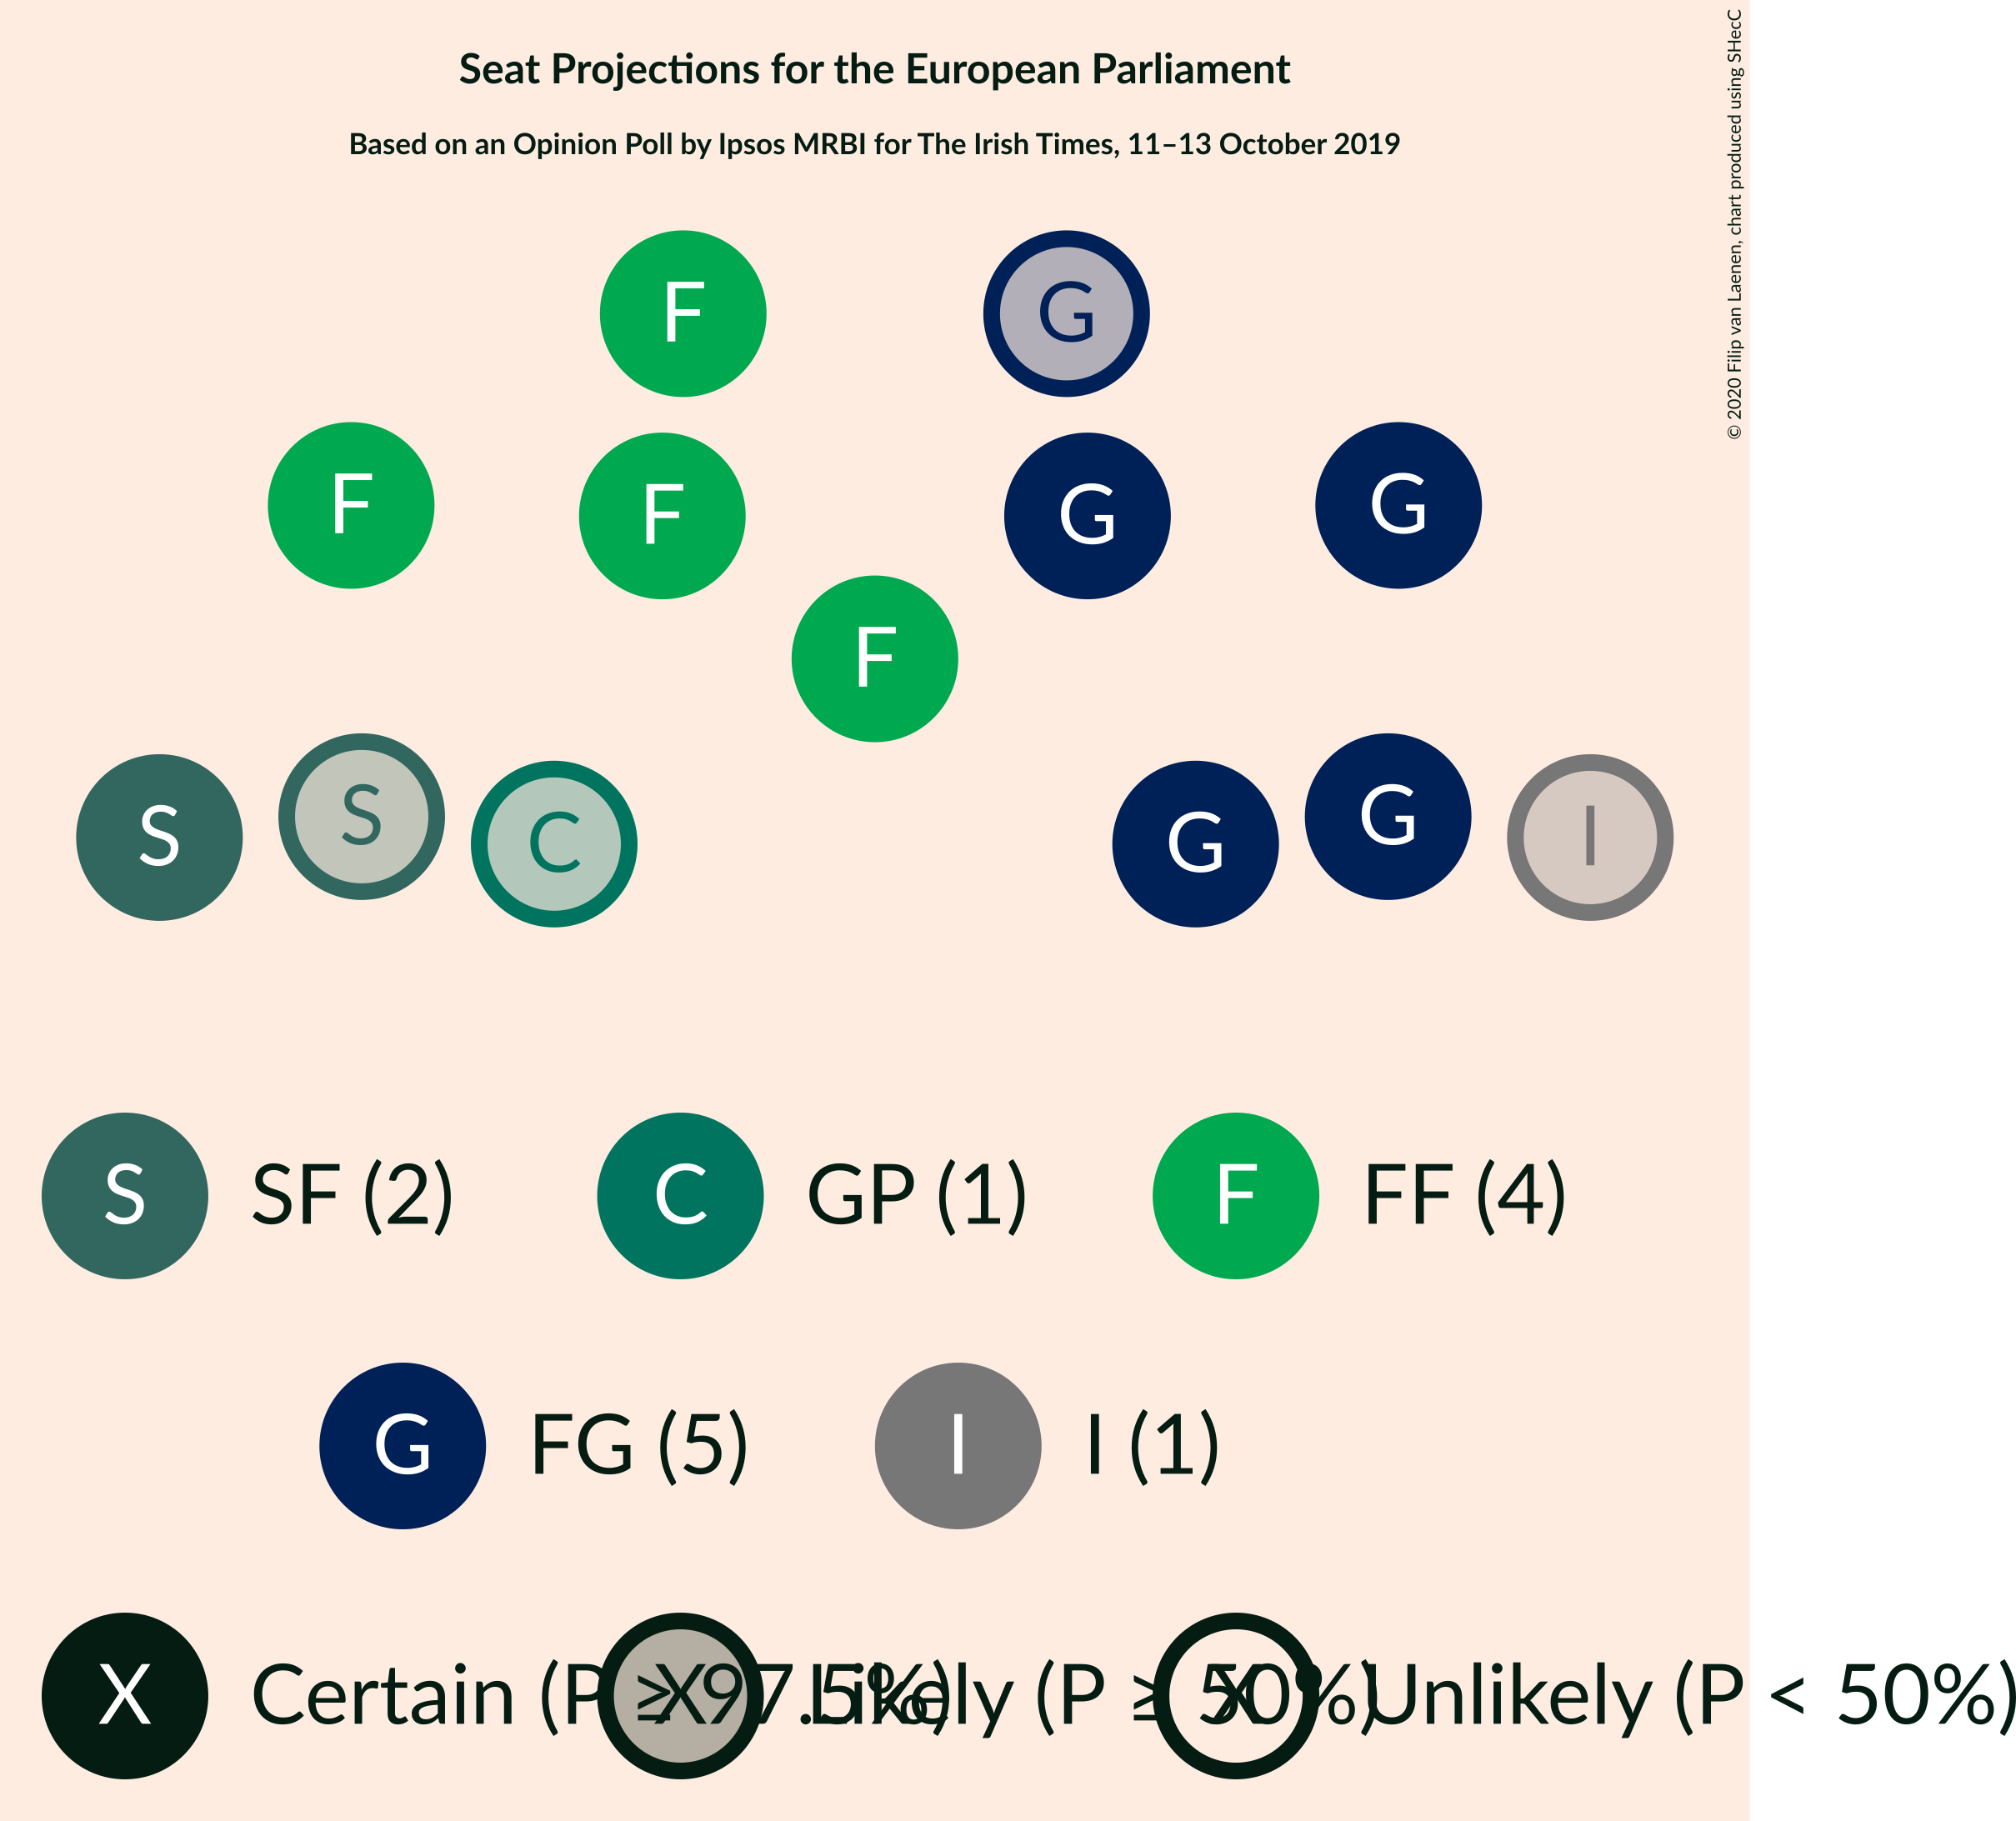 Seat Projections for the European Parliament
Based on an Opinion Poll by Ipsos MRBI for The Irish Times, 11–13 October 2019
© 2020 Filip van Laenen, chart produced using SHecC
F G
F F G G
F
S S C G G I
S SF (2) C GP (1) F FF (4)
G FG (5) I I (1)
X Certain (P ≥ 97.5%) X Likely (P ≥ 50%) X Unlikely (P < 50%)